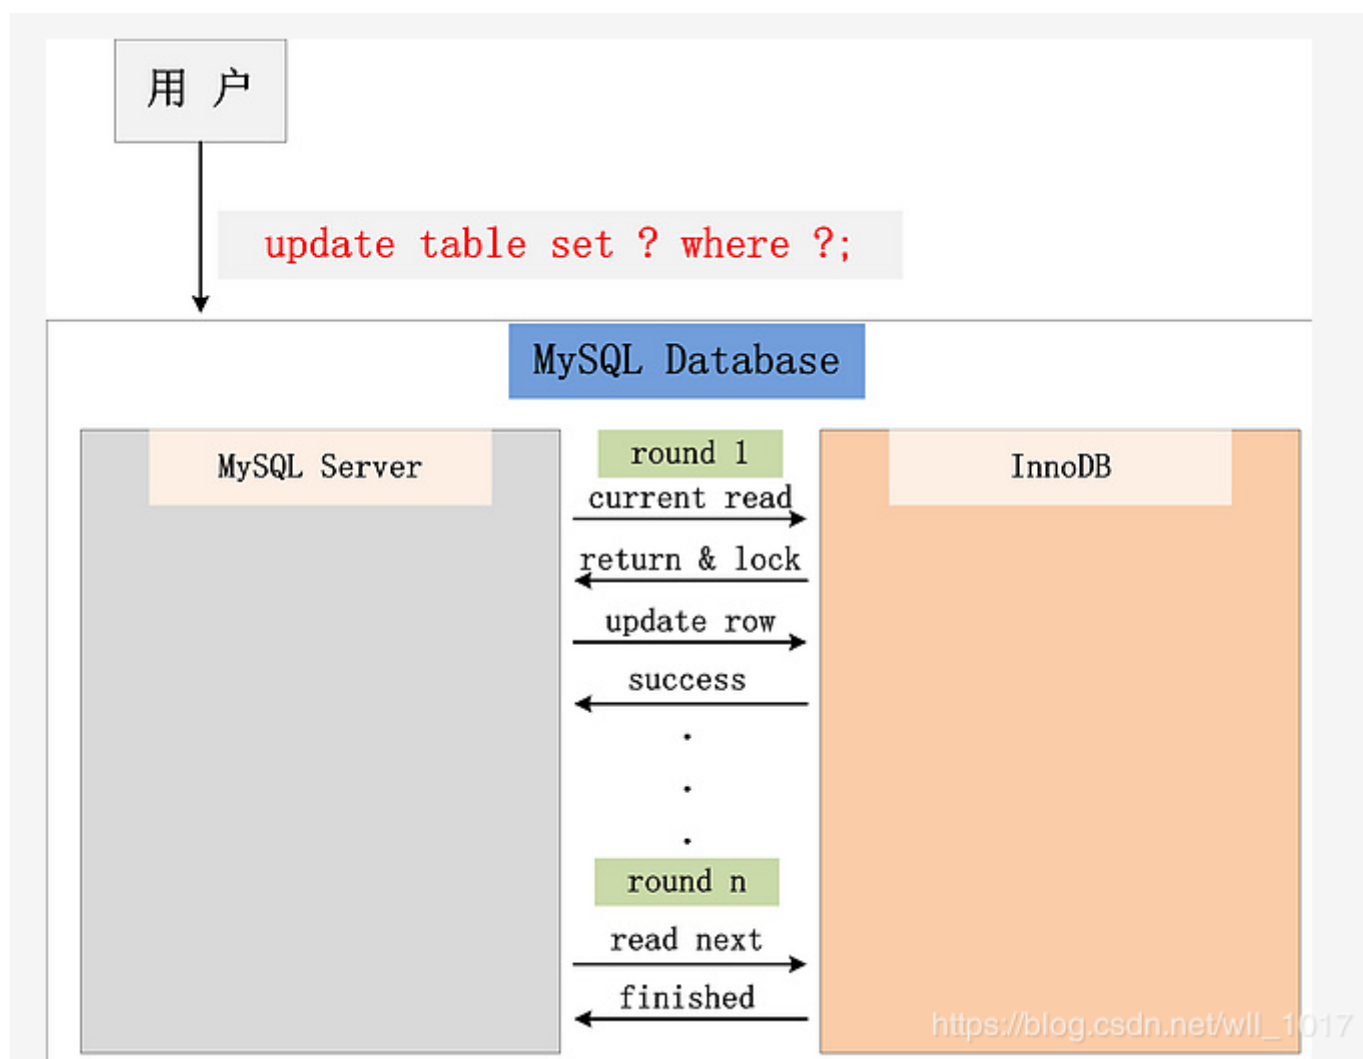 用 户
update table set ? where ?;
MySQL Database
MySQL Server
round 1
InnoDB
current read
return & lock
update row
success
.
.
.
round n
read next
finished
https://blog.csdn.net/wll_1017